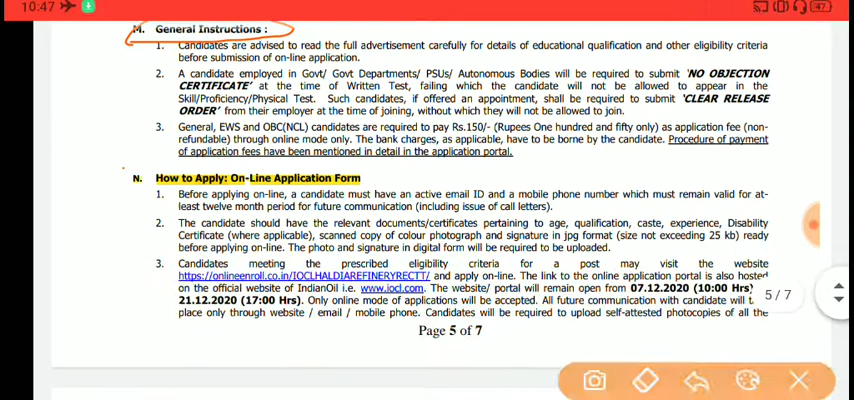 10:47
47
M. General Instructions :
1. Candidates are advised to read the full advertisement carefully for details of educational qualification and other eligibility criteria
before submission of on-line application.
2. A candidate employed in Govt/ Govt Departments/ PSUs/ Autonomous Bodies will be required to submit 'NO OBJECTION
CERTIFICATE' at the time of Written Test, failing which the candidate will not be allowed to appear in the
Skill/Proficiency/Physical Test. Such candidates, if offered an appointment, shall be required to submit 'CLEAR RELEASE
ORDER' from their employer at the time of joining, without which they will not be allowed to join.
3. General, EWS and OBC(NCL) candidates are required to pay Rs.150/- (Rupees One hundred and fifty only) as application fee (non-
refundable) through online mode only. The bank charges, as applicable, have to be borne by the candidate. Procedure of payment
of application fees have been mentioned in detail in the application portal.
N. How to Apply: On-Line Application Form
1. Before applying on-line, a candidate must have an active email ID and a mobile phone number which must remain valid for at-
least twelve month period for future communication (including issue of call letters).
2. The candidate should have the relevant documents/certificates pertaining to age, qualification, caste, experience, Disability
Certificate (where applicable), scanned copy of colour photograph and signature in jpg format (size not exceeding 25 kb) ready
before applying on-line. The photo and signature in digital form will be required to be uploaded.
3. Candidates meeting the prescribed eligibility criteria for a post may visit the website
https://onlineenroll.co.in/IOCLHALDIAREFINERYRECTT/ and apply on-line. The link to the online application portal is also hosted
on the official website of IndianOil i.e. www.iocl.com. The website/ portal will remain open from 07.12.2020 (10:00 Hrs)
21.12.2020 (17:00 Hrs). Only online mode of applications will be accepted. All future communication with candidate will
place only through website / email / mobile phone. Candidates will be required to upload self-attested photocopies of all the
5 / 7
Page 5 of 7